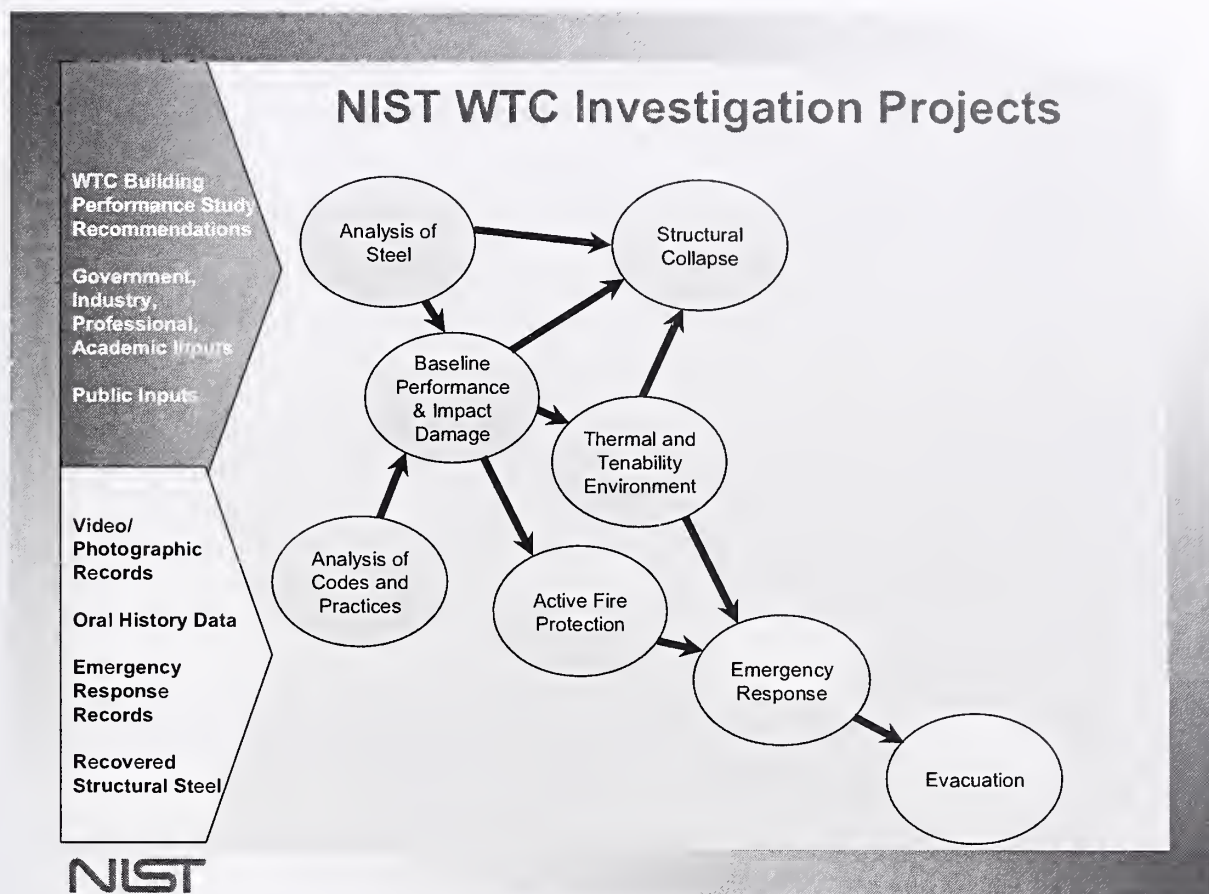 NIST WTC Investigation Projects
WTC Building
Performance Study
Recommendations
Government,
Industry,
Professional,
Academic Inputs
Public Inputs
Video/
Photographic
Records
Oral History Data
Emergency
Response
Records
Recovered
Structural Steel
Analysis of
Steel
Structural
Collapse
Baseline
Performance
& Impact
Damage
Thermal and
Tenability
Environment
Analysis of
Codes and
Practices
Active Fire
Protection
Emergency
Response
Evacuation
NIST